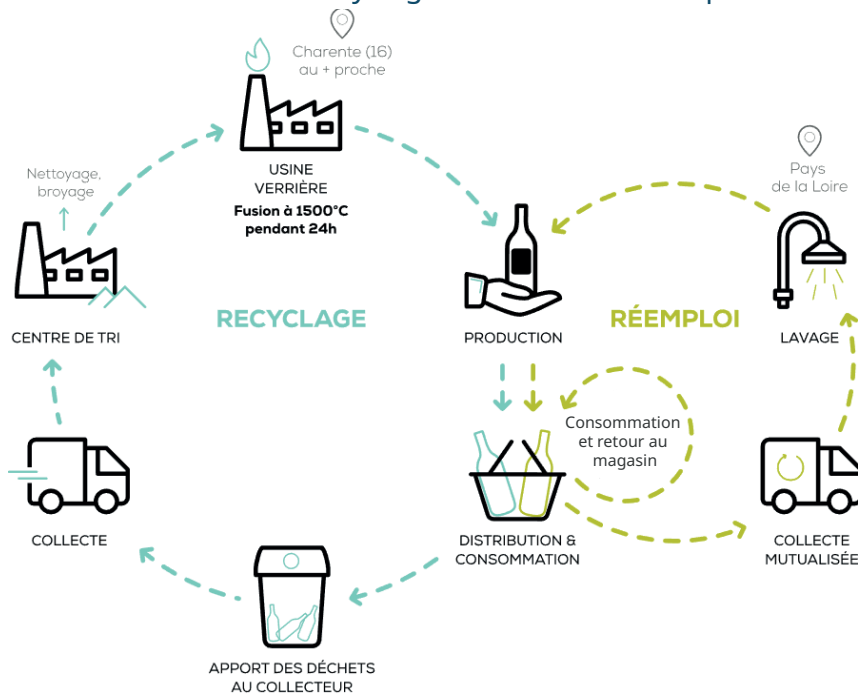 Charente (16)
au + proche
USINE
VERRIÈRE
Fusion à 1500°C
pendant 24h
Nettoyage,
broyage
CENTRE DE TRI
RECYCLAGE
PRODUCTION
RÉEMPLOI
Pays
de la Loire
LAVAGE
Consommation
et retour au
magasin
COLLECTE
DISTRIBUTION &
CONSOMMATION
COLLECTE
MUTUALISÉE
APPORT DES DÉCHETS
AU COLLECTEUR